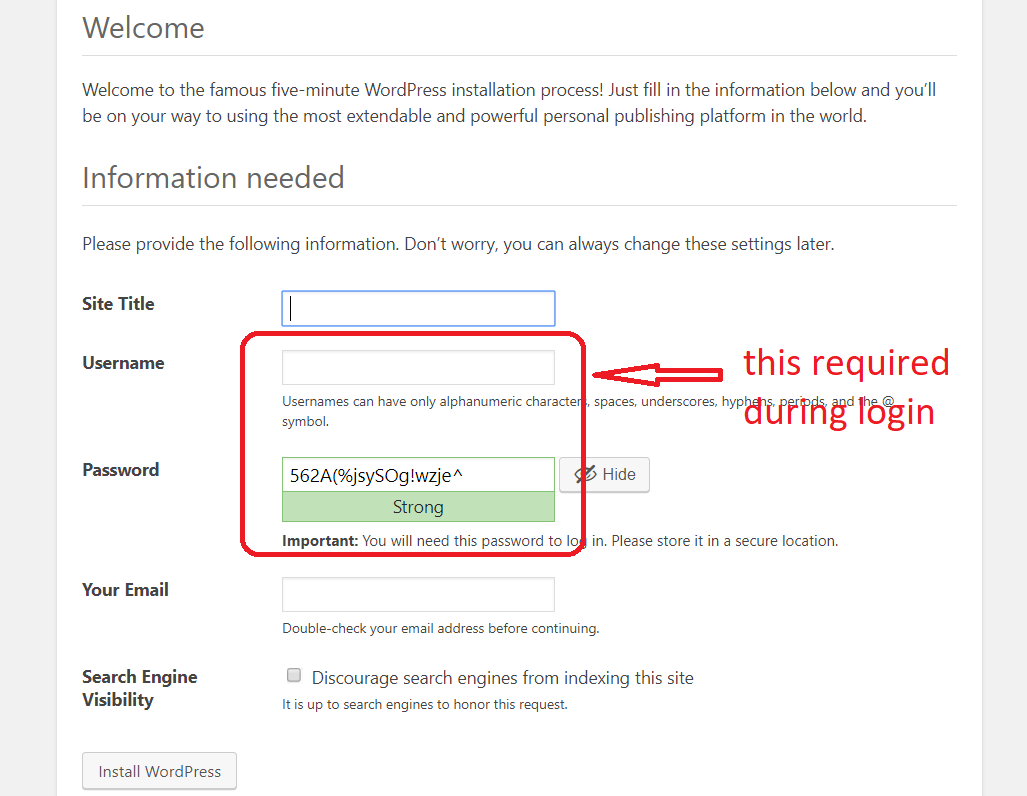 Welcome
Welcome to the famous five-minute WordPress installation process! Just fill in the information below and you’ll
be on your way to using the most extendable and powerful personal publishing platform in the world.
Information needed
Please provide the following information. Don’t worry, you can always change these settings later.
Site Title
Username
this required
during login
Usernames can have only alphanumeric characters, spaces, underscores, hyphens, periods, and the @
symbol.
Password
562A(%jsySOg!wzje^
Hide
Strong
Important: You will need this password to log in. Please store it in a secure location.
Your Email
Double-check your email address before continuing.
Search Engine
Visibility
Discourage search engines from indexing this site
It is up to search engines to honor this request.
Install WordPress